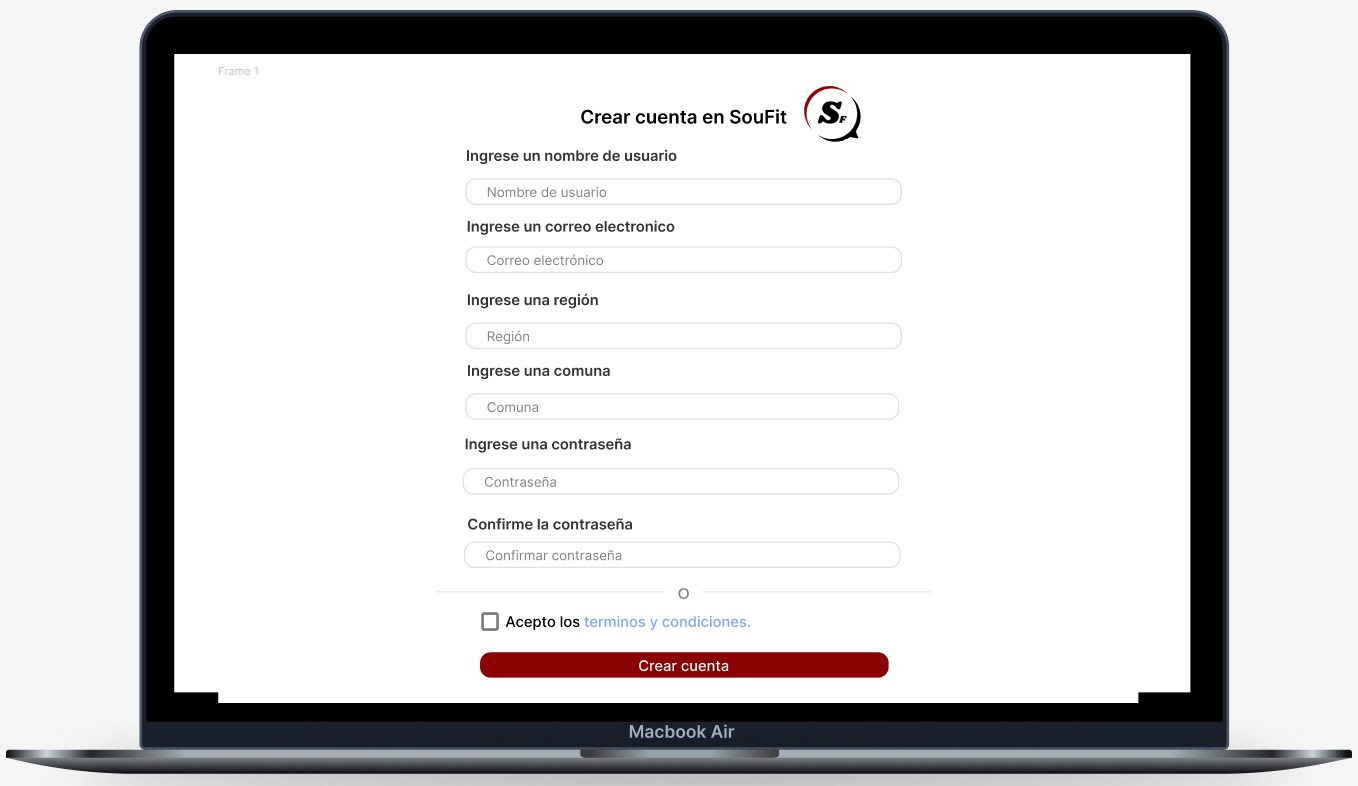 Frame 1
Crear cuenta en SouFit
SF
Ingrese un nombre de usuario
Nombre de usuario
Ingrese un correo electronico
Correo electrónico
Ingrese una región
Región
Ingrese una comuna
Comuna
Ingrese una contraseña
Contraseña
Confirme la contraseña
Confirmar contraseña
O
Acepto los terminos y condiciones.
Crear cuenta
Macbook Air